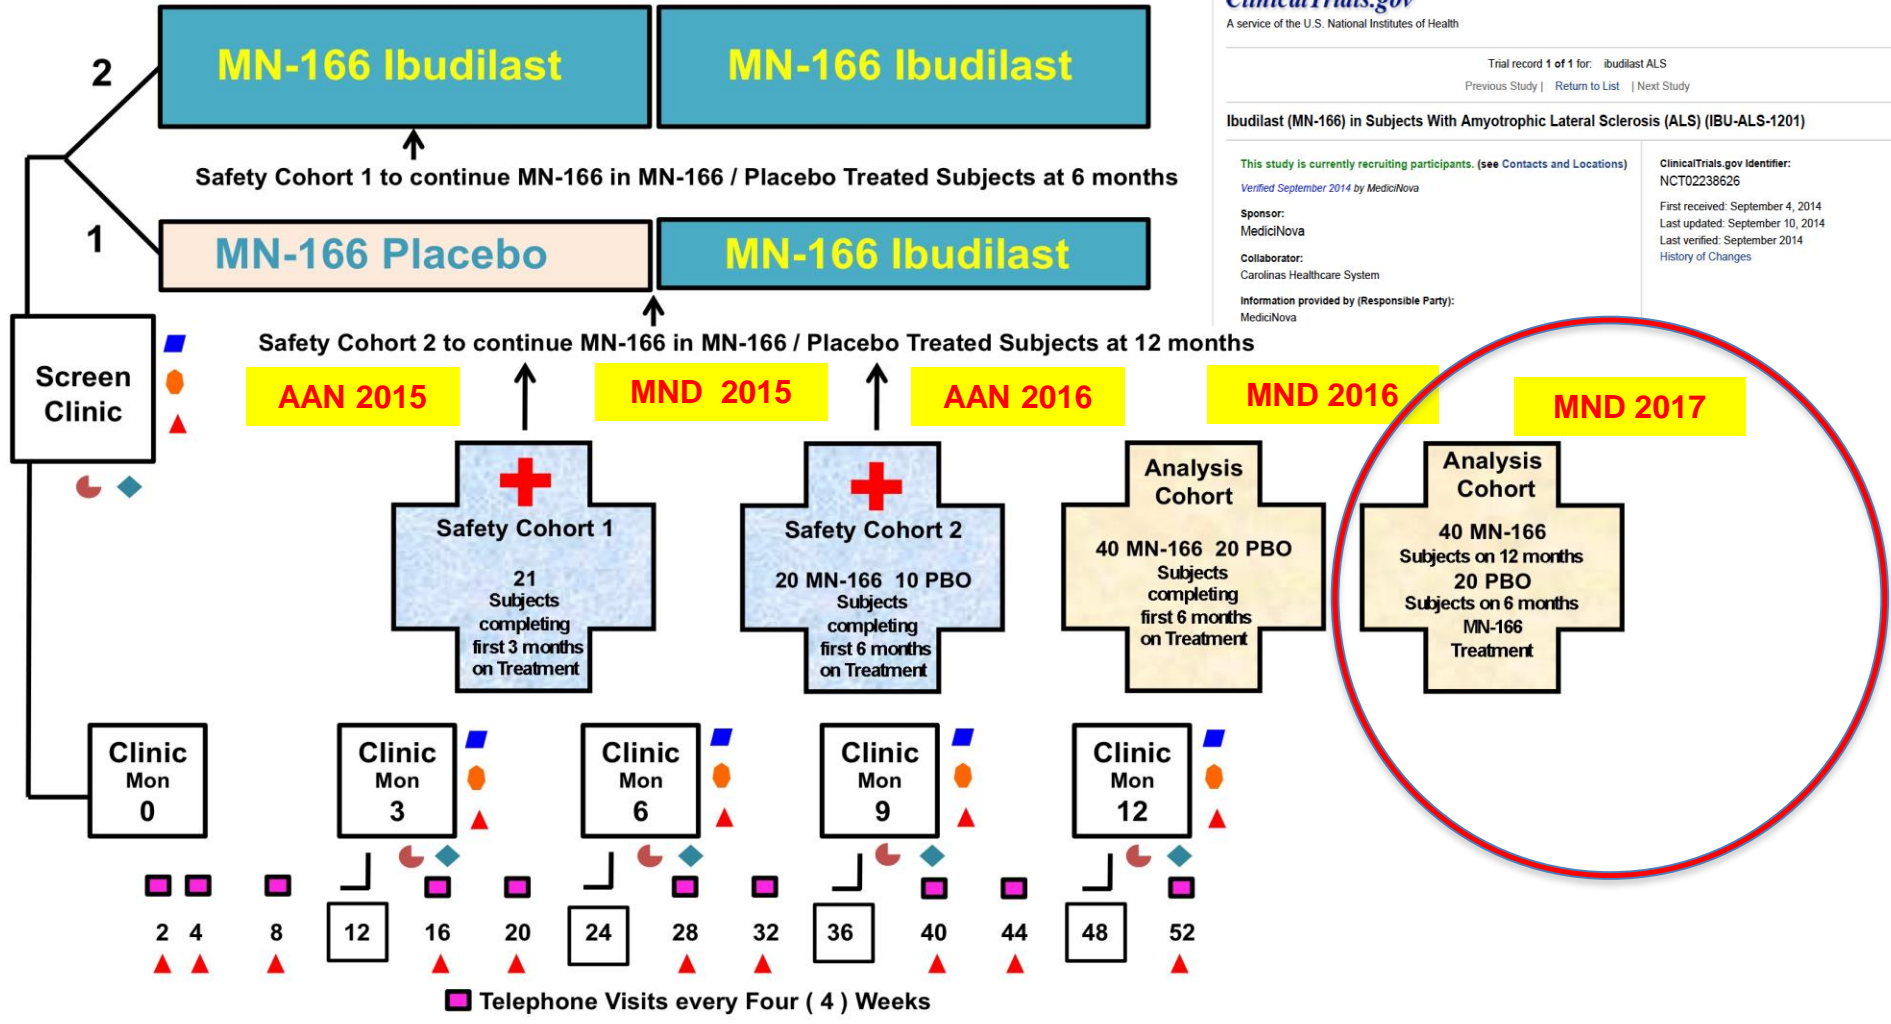 2
MN-166 Ibudilast
MN-166 Ibudilast
Safety Cohort 1 to continue MN-166 in MN-166 / Placebo Treated Subjects at 6 months
1
MN-166 Placebo
MN-166 Ibudilast
Safety Cohort 2 to continue MN-166 in MN-166 / Placebo Treated Subjects at 12 months
ClinicalTrials.gov
A service of the U.S. National Institutes of Health
Trial record 1 of 1 for: ibudilast ALS
Previous Study | Return to List | Next Study
Ibudilast (MN-166) in Subjects With Amyotrophic Lateral Sclerosis (ALS) (IBU-ALS-1201)
This study is currently recruiting participants. (see Contacts and Locations)
Verified September 2014 by MediciNova
Sponsor:
MediciNova
Collaborator:
Carolinas Healthcare System
Information provided by (Responsible Party):
MediciNova
ClinicalTrials.gov Identifier:
NCT02238626
First received: September 4, 2014
Last updated: September 10, 2014
Last verified: September 2014
History of Changes
Screen
Clinic
AAN 2015
MND 2015
AAN 2016
MND 2016
MND 2017
Safety Cohort 1
21
Subjects
completing
first 3 months
on Treatment
Safety Cohort 2
20 MN-166 10 PBO
Subjects
completing
first 6 months
on Treatment
Analysis
Cohort
40 MN-166 20 PBO
Subjects
completing
first 6 months
on Treatment
Analysis
Cohort
40 MN-166
Subjects on 12 months
20 PBO
Subjects on 6 months
MN-166
Treatment
Clinic
Mon
0
Clinic
Mon
3
Clinic
Mon
6
Clinic
Mon
9
Clinic
Mon
12
2 4 8 12 16 20 24 28 32 36 40 44 48 52
Telephone Visits every Four ( 4 ) Weeks